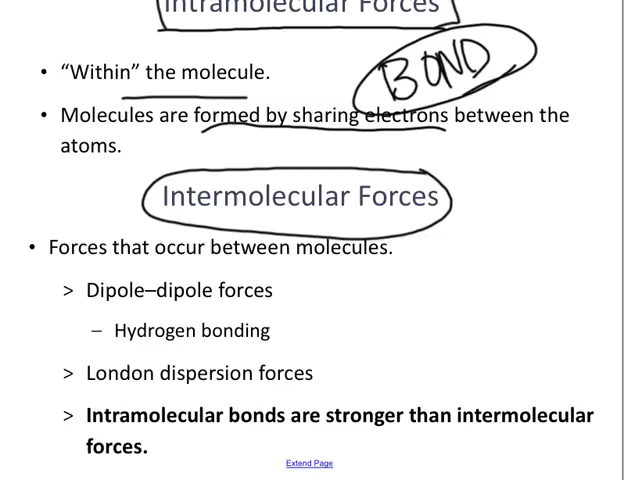 Intramolecular Forces
• "Within" the molecule.
BOND
• Molecules are formed by sharing electrons between the
atoms.
Intermolecular Forces
• Forces that occur between molecules.
> Dipole–dipole forces
– Hydrogen bonding
> London dispersion forces
> Intramolecular bonds are stronger than intermolecular
forces.
Extend Page